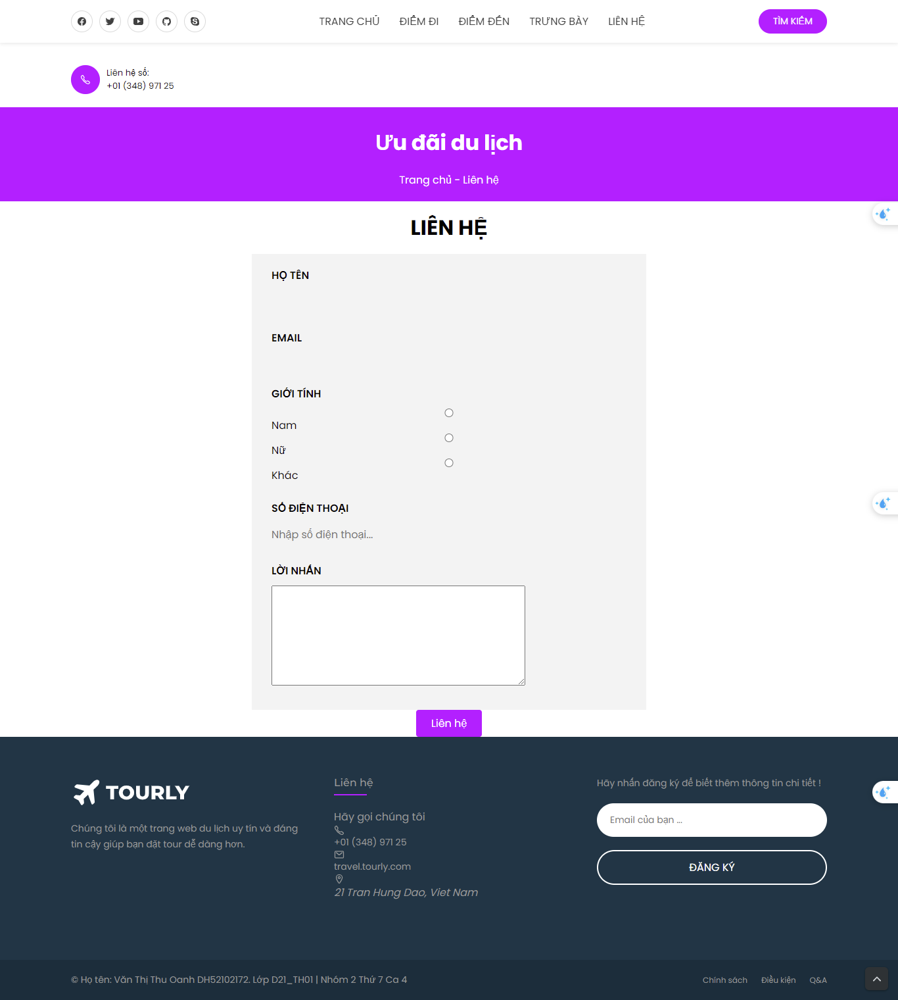 TRANG CHỦ
ĐIỂM ĐI
ĐIỂM ĐẾN
TRƯNG BÀY
LIÊN HỆ
TÌM KIẾM
Liên hệ số:
+01 (348) 971 25
Ưu đãi du lịch
Trang chủ - Liên hệ
LIÊN HỆ
HỌ TÊN
EMAIL
GIỚI TÍNH
Nam
Nữ
Khác
SỐ ĐIỆN THOẠI
Nhập số điện thoại...
LỜI NHẮN
Liên hệ
TOURLY
Chúng tôi là một trang web du lịch uy tín và đáng
tin cậy giúp bạn đặt tour dễ dàng hơn.
Liên hệ
Hãy gọi chúng tôi
+01 (348) 971 25
travel.tourly.com
21 Tran Hung Dao, Viet Nam
Hãy nhấn đăng ký để biết thêm thông tin chi tiết !
Email của bạn ...
ĐĂNG KÝ
© Họ tên: Văn Thị Thu Oanh DH52102172. Lớp D21_TH01 | Nhóm 2 Thứ 7 Ca 4
Chính sách
Điều kiện
Q&A